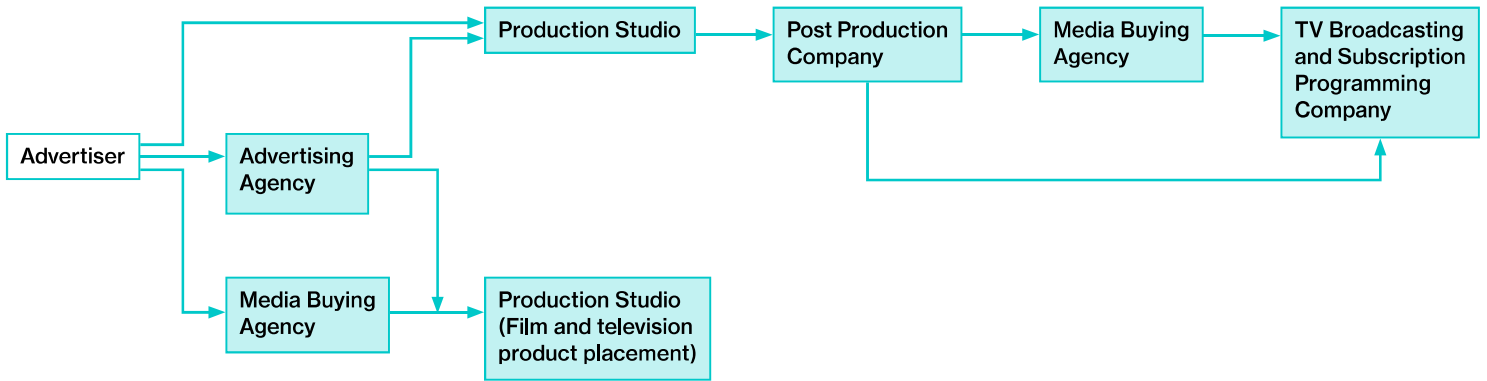 Production Studio
Post Production
Company
Media Buying
Agency
TV Broadcasting
and Subscription
Programming
Company
Advertiser
Advertising
Agency
Media Buying
Agency
Production Studio
(Film and television
product placement)